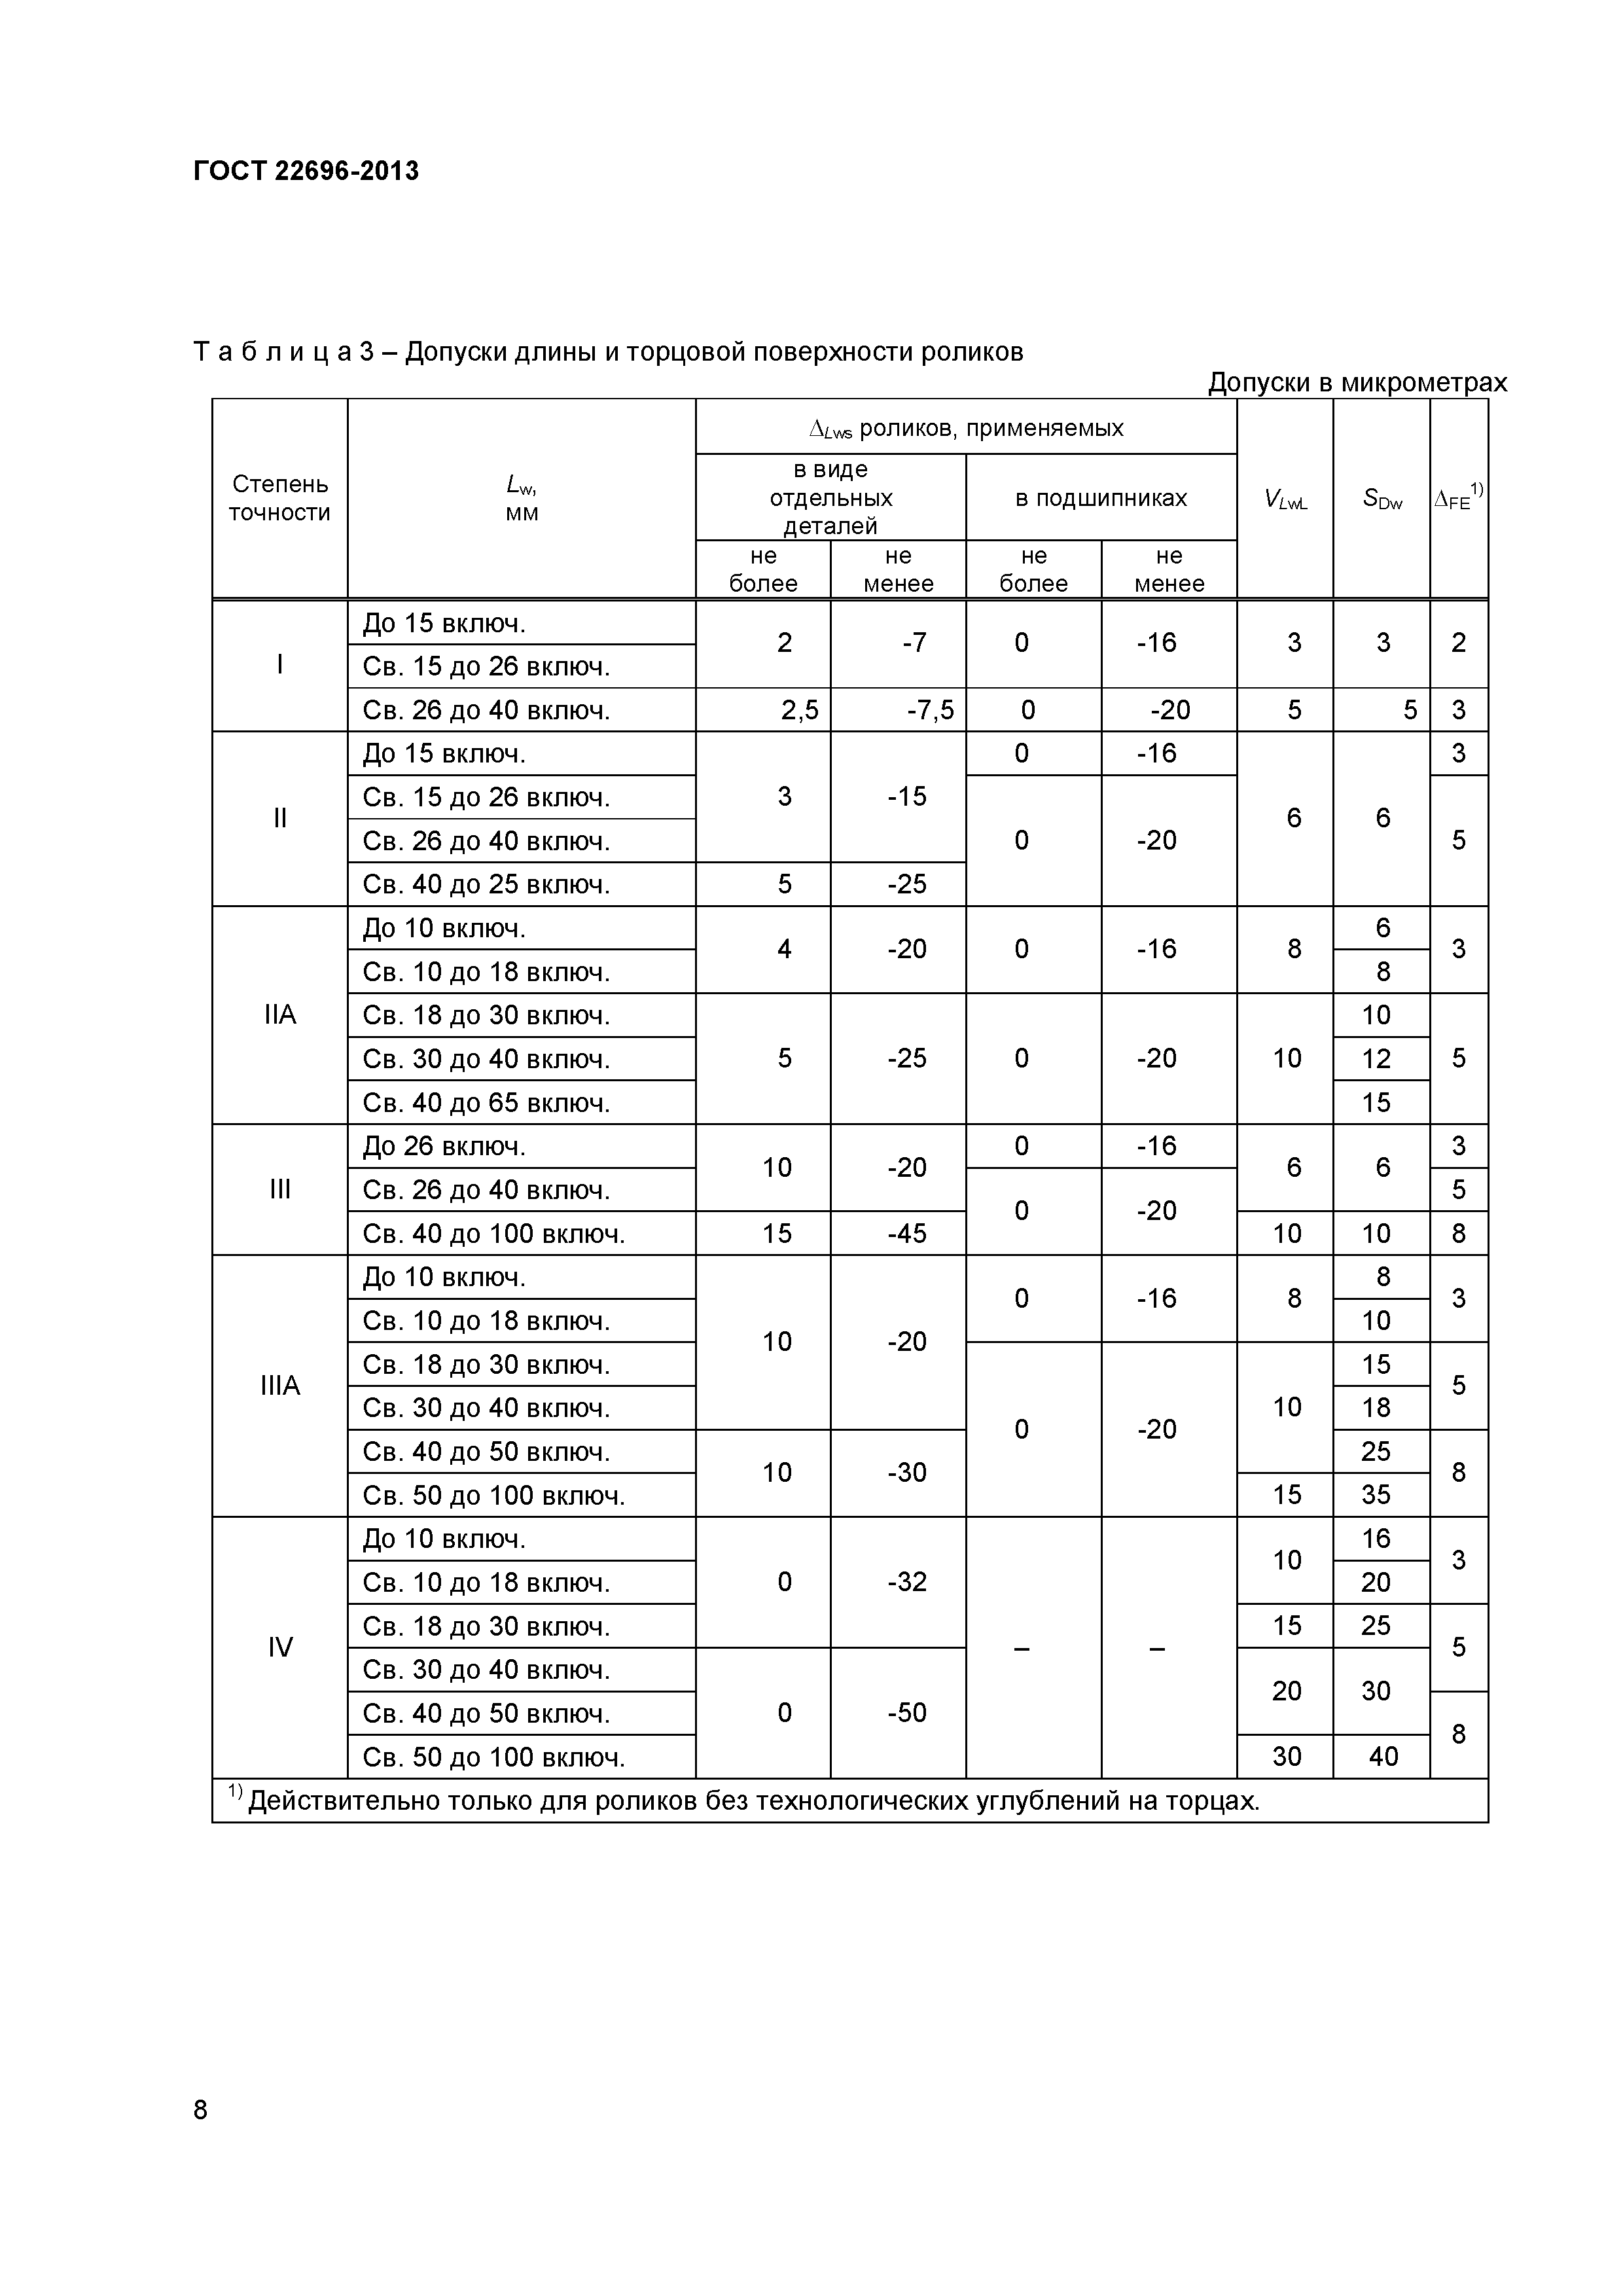 ГОСТ 22696-2013
Т а б л и ц а 3 – Допуски длины и торцовой поверхности роликов
Допуски в микрометрах
Степень точности
Lw, мм
ΔLws роликов, применяемых
в виде отдельных деталей
в подшипниках
не более
не менее
не более
не менее
VLwL
SDw
ΔFE1)
I
До 15 включ. 2 -7 0 -16 3 3 2
Св. 15 до 26 включ.
Св. 26 до 40 включ. 2,5 -7,5 0 -20 5 5 3
II
До 15 включ. 3 -15 0 -16 6 6 3
Св. 15 до 26 включ. 0 -20 5
Св. 26 до 40 включ.
Св. 40 до 25 включ. 5 -25
IIA
До 10 включ. 4 -20 0 -16 8 6 3
Св. 10 до 18 включ. 8
Св. 18 до 30 включ. 5 -25 0 -20 10 10 5
Св. 30 до 40 включ. 12
Св. 40 до 65 включ. 15
III
До 26 включ. 10 -20 0 -16 6 6 3
Св. 26 до 40 включ. 0 -20 5
Св. 40 до 100 включ. 15 -45 10 10 8
IIIA
До 10 включ. 10 -20 0 -16 8 8 3
Св. 10 до 18 включ. 10
Св. 18 до 30 включ. 0 -20 10 15 5
Св. 30 до 40 включ. 18
Св. 40 до 50 включ. 10 -30 25 8
Св. 50 до 100 включ. 15 35
IV
До 10 включ. 0 -32 – – 10 16 3
Св. 10 до 18 включ. 20
Св. 18 до 30 включ. 15 25 5
Св. 30 до 40 включ. 0 -50 20 30
Св. 40 до 50 включ. 8
Св. 50 до 100 включ. 30 40
1) Действительно только для роликов без технологических углублений на торцах.
8